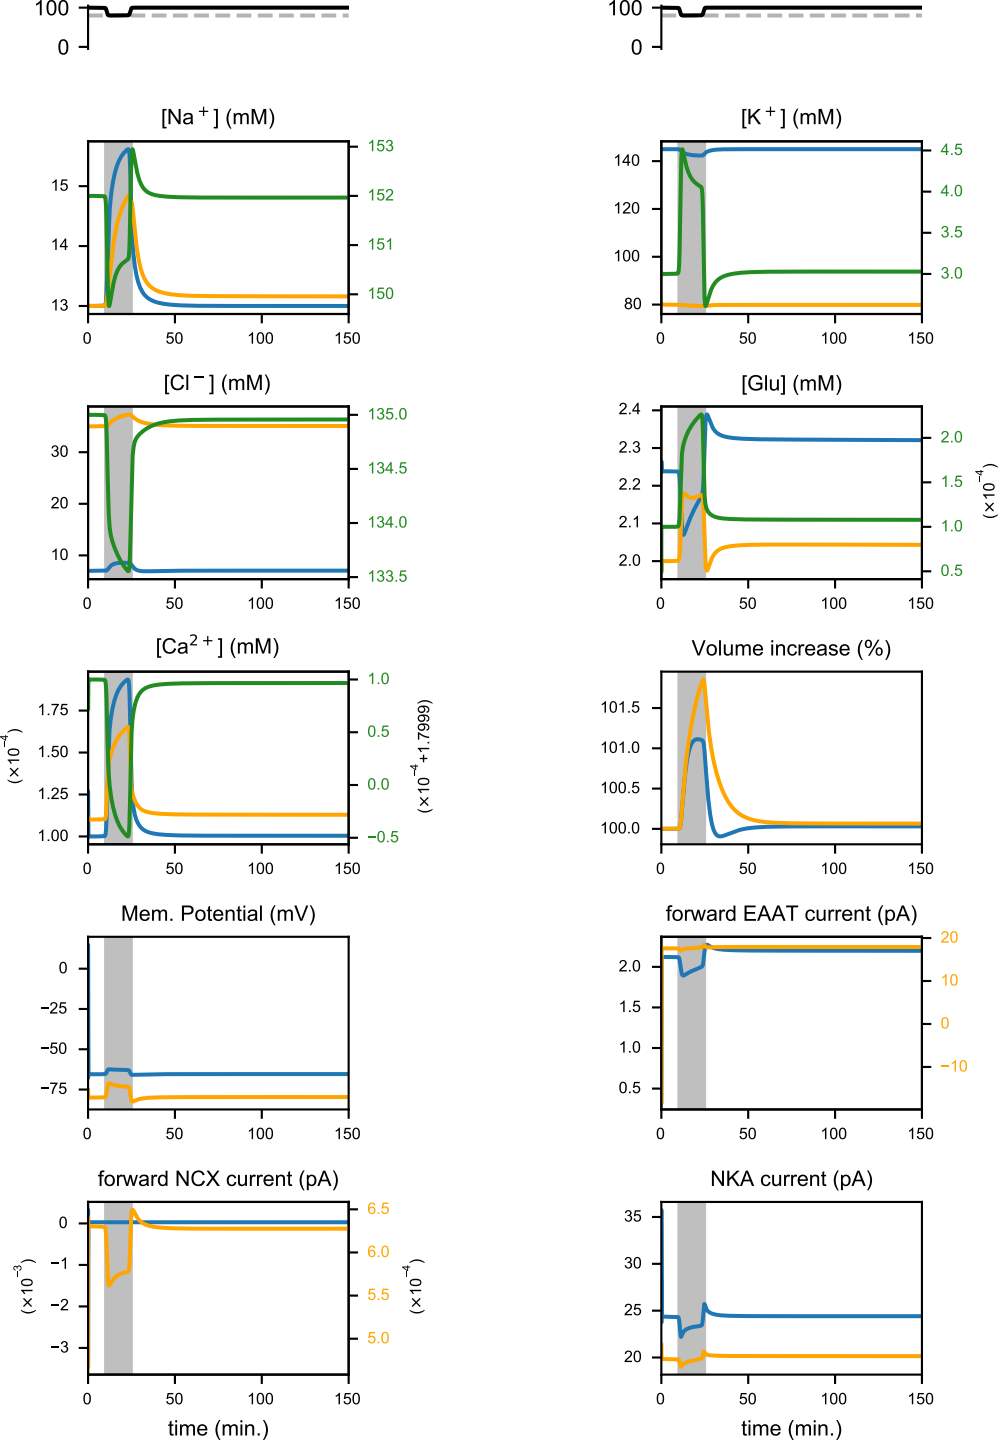 100 100
0 0
[Na+] (mM) [K+] (mM)
15 14 13 153 152 151 150 140 120 100 80 4.5 4.0 3.5 3.0
0 50 100 150 0 50 100 150
[Cl−] (mM) [Glu] (mM)
30 20 10 135.0 134.5 134.0 133.5 2.4 2.3 2.2 2.1 2.0 2.0 1.5 1.0 0.5 (×10−4)
0 50 100 150 0 50 100 150
[Ca2+] (mM) Volume increase (%)
(×10−4) 1.75 1.50 1.25 1.00 1.0 0.5 0.0 −0.5 (×10−4+1.7999) 101.5 101.0 100.5 100.0
0 50 100 150 0 50 100 150
Mem. Potential (mV) forward EAAT current (pA)
0 −25 −50 −75 2.0 1.5 1.0 0.5 20 10 0 −10
0 50 100 150 0 50 100 150
forward NCX current (pA) NKA current (pA)
(×10−3) 0 −1 −2 −3 6.5 6.0 5.5 5.0 (×10−4) 35 30 25 20
0 50 100 150 0 50 100 150
time (min.) time (min.)